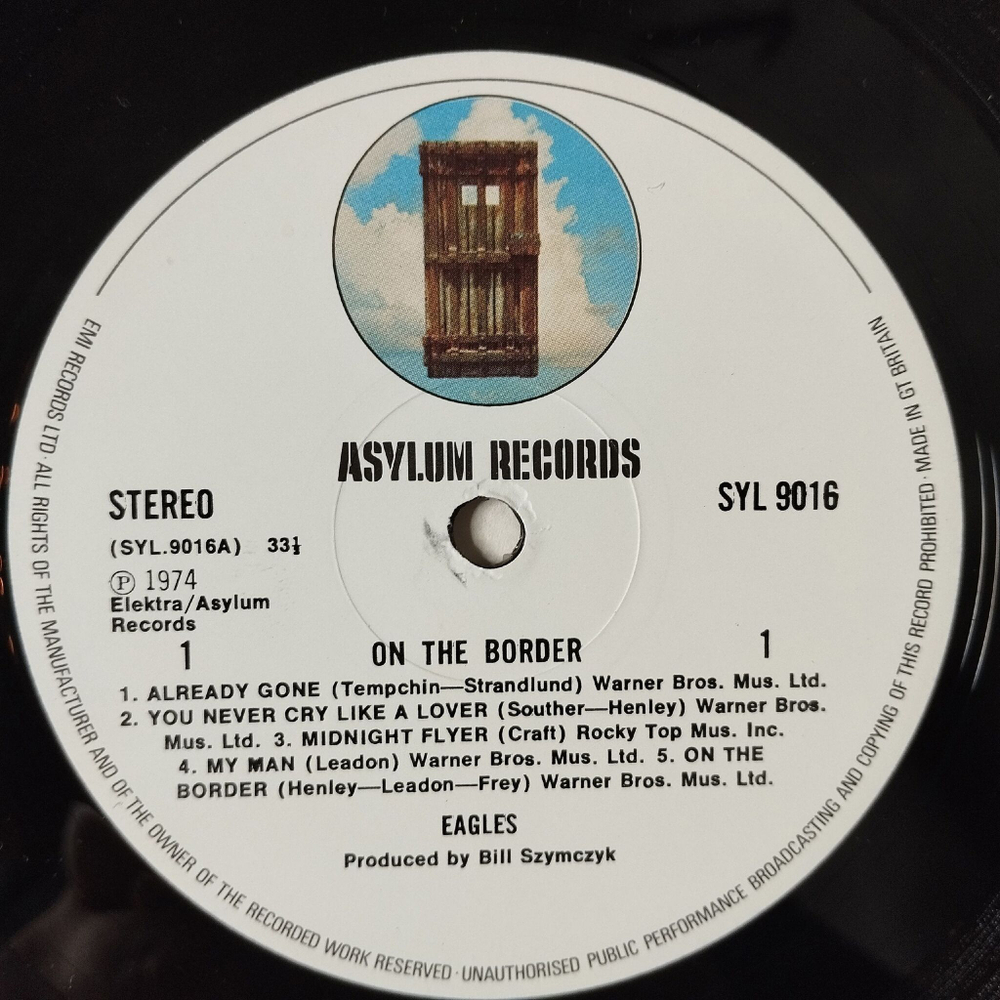 ASYLUM RECORDS
STEREO
SYL 9016
(SYL.9016A) 33⅓
℗ 1974
Elektra/Asylum
Records
1 ON THE BORDER 1
1. ALREADY GONE (Tempchin—Strandlund) Warner Bros. Mus. Ltd.
2. YOU NEVER CRY LIKE A LOVER (Souther—Henley) Warner Bros.
Mus. Ltd. 3. MIDNIGHT FLYER (Craft) Rocky Top Mus. Inc.
4. MY MAN (Leadon) Warner Bros. Mus. Ltd. 5. ON THE
BORDER (Henley—Leadon—Frey) Warner Bros. Mus. Ltd.
EAGLES
Produced by Bill Szymczyk
EMI RECORDS LTD · ALL RIGHTS OF THE MANUFACTURER AND OF THE OWNER OF THE RECORDED WORK RESERVED · UNAUTHORISED PUBLIC PERFORMANCE BROADCASTING AND COPYING OF THIS RECORD PROHIBITED · MADE IN GT BRITAIN